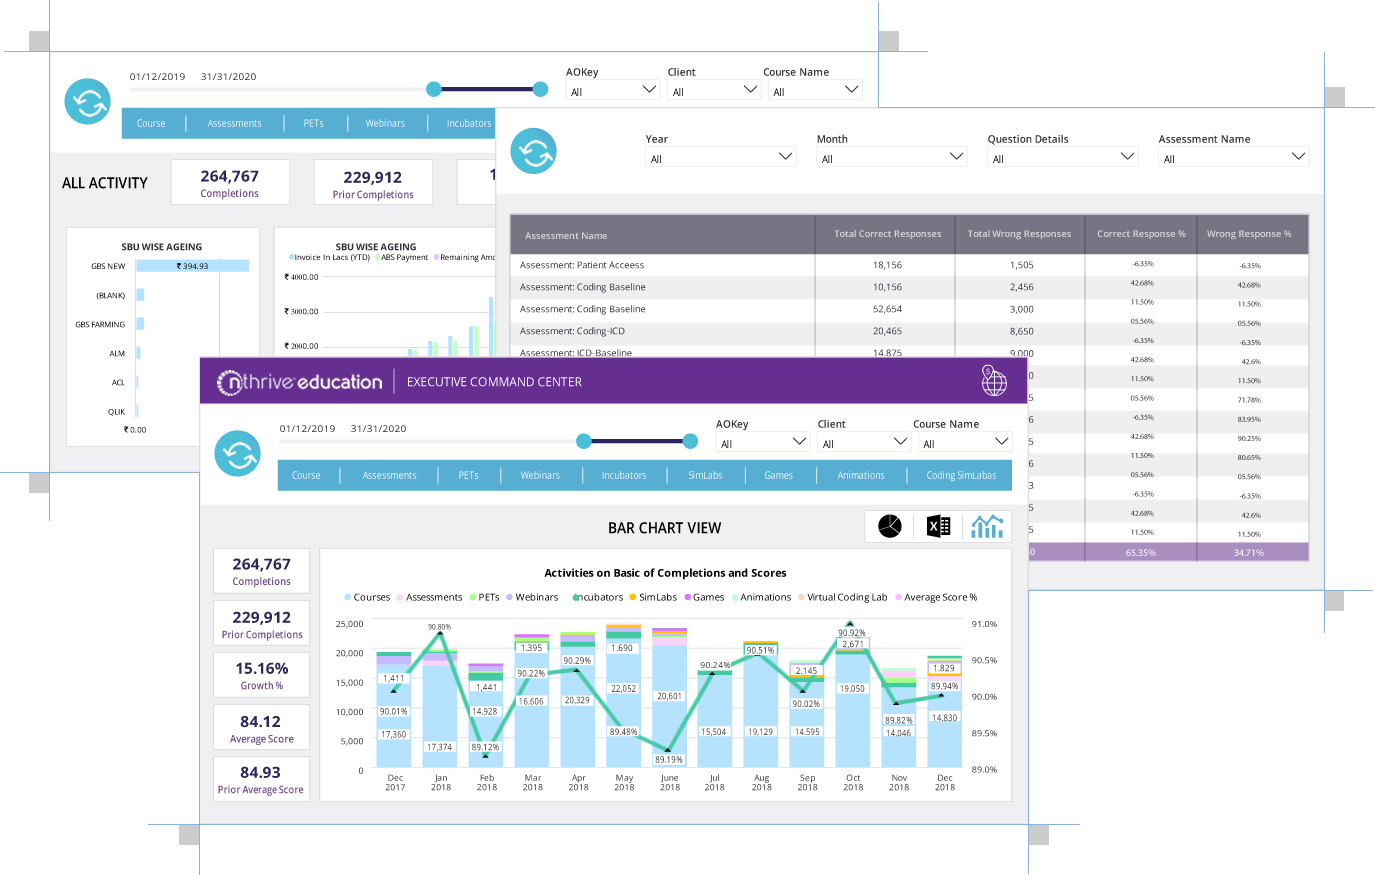 01/12/2019 31/31/2020
AOKey Client Course Name
All All All
Course Assessments PETs Webinars Incubators
ALL ACTIVITY
264,767
Completions
229,912
Prior Completions
1
SBU WISE AGEING
GBS NEW ₹ 394.93
(BLANK)
GBS FARMING
ALM
ACL
QLIK
₹ 0.00
SBU WISE AGEING
Invoice In Lacs (YTD) ABS Payment Remaining Amo
₹ 4000.00
₹ 3000.00
₹ 2000.00
Year Month Question Details Assessment Name
All All All All
Assessment Name Total Correct Responses Total Wrong Responses Correct Response % Wrong Response %
Assessment: Patient Acceess 18,156 1,505 -6.35% -6.35%
Assessment: Coding Baseline 10,156 2,456 42.68% 42.68%
Assessment: Coding Baseline 52,654 3,000 11.50% 11.50%
Assessment: Coding-ICD 20,465 8,650 05.56% 05.56%
-6.35% -6.35%
Assessment: ICD-Baseline 14,875 9,000 42.68% 42.6%
0 11.50% 11.50%
5 05.56% 71.78%
6 -6.35% 83.95%
5 42.68% 90.25%
6 11.50% 80.65%
3 05.56% 05.56%
-6.35% -6.35%
5 42.68% 42.6%
5 11.50% 11.50%
0 65.35% 34.71%
nthrive education EXECUTIVE COMMAND CENTER
01/12/2019 31/31/2020
AOKey Client Course Name
All All All
Course Assessments PETs Webinars Incubators SimLabs Games Animations Coding SimLabas
BAR CHART VIEW
264,767
Completions
229,912
Prior Completions
15.16%
Growth %
84.12
Average Score
84.93
Prior Average Score
Activities on Basic of Completions and Scores
Courses Assessments PETs Webinars Incubators SimLabs Games Animations Virtual Coding Lab Average Score %
25,000
20,000
15,000
10,000
5,000
0
91.0%
90.5%
90.0%
89.5%
89.0%
1,411
90.01%
17,360
90.80%
17,374
1,441
14,928
89.12%
1.395
90.22%
16,606
90.29%
20,329
1.690
22,052
89.48%
20,601
89.19%
90.24%
15,504
90.51%
19,129
2.145
90.02%
14,595
90.92%
2,671
19,050
89.82%
14,046
1.829
89.94%
14,830
Dec Jan Feb Mar Apr May June Jul Aug Sep Oct Nov Dec
2017 2018 2018 2018 2018 2018 2018 2018 2018 2018 2018 2018 2018